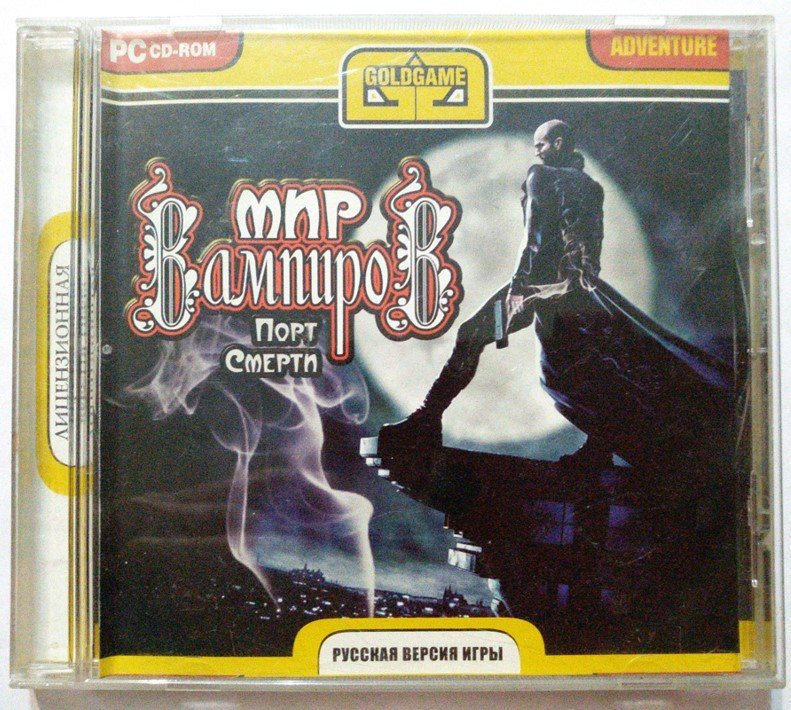 PC CD-ROM
GOLDGAME
ADVENTURE
МИР
ВАМПИРОВ
Порт
Смерти
ЛИЦЕНЗИОННАЯ
РУССКАЯ ВЕРСИЯ ИГРЫ